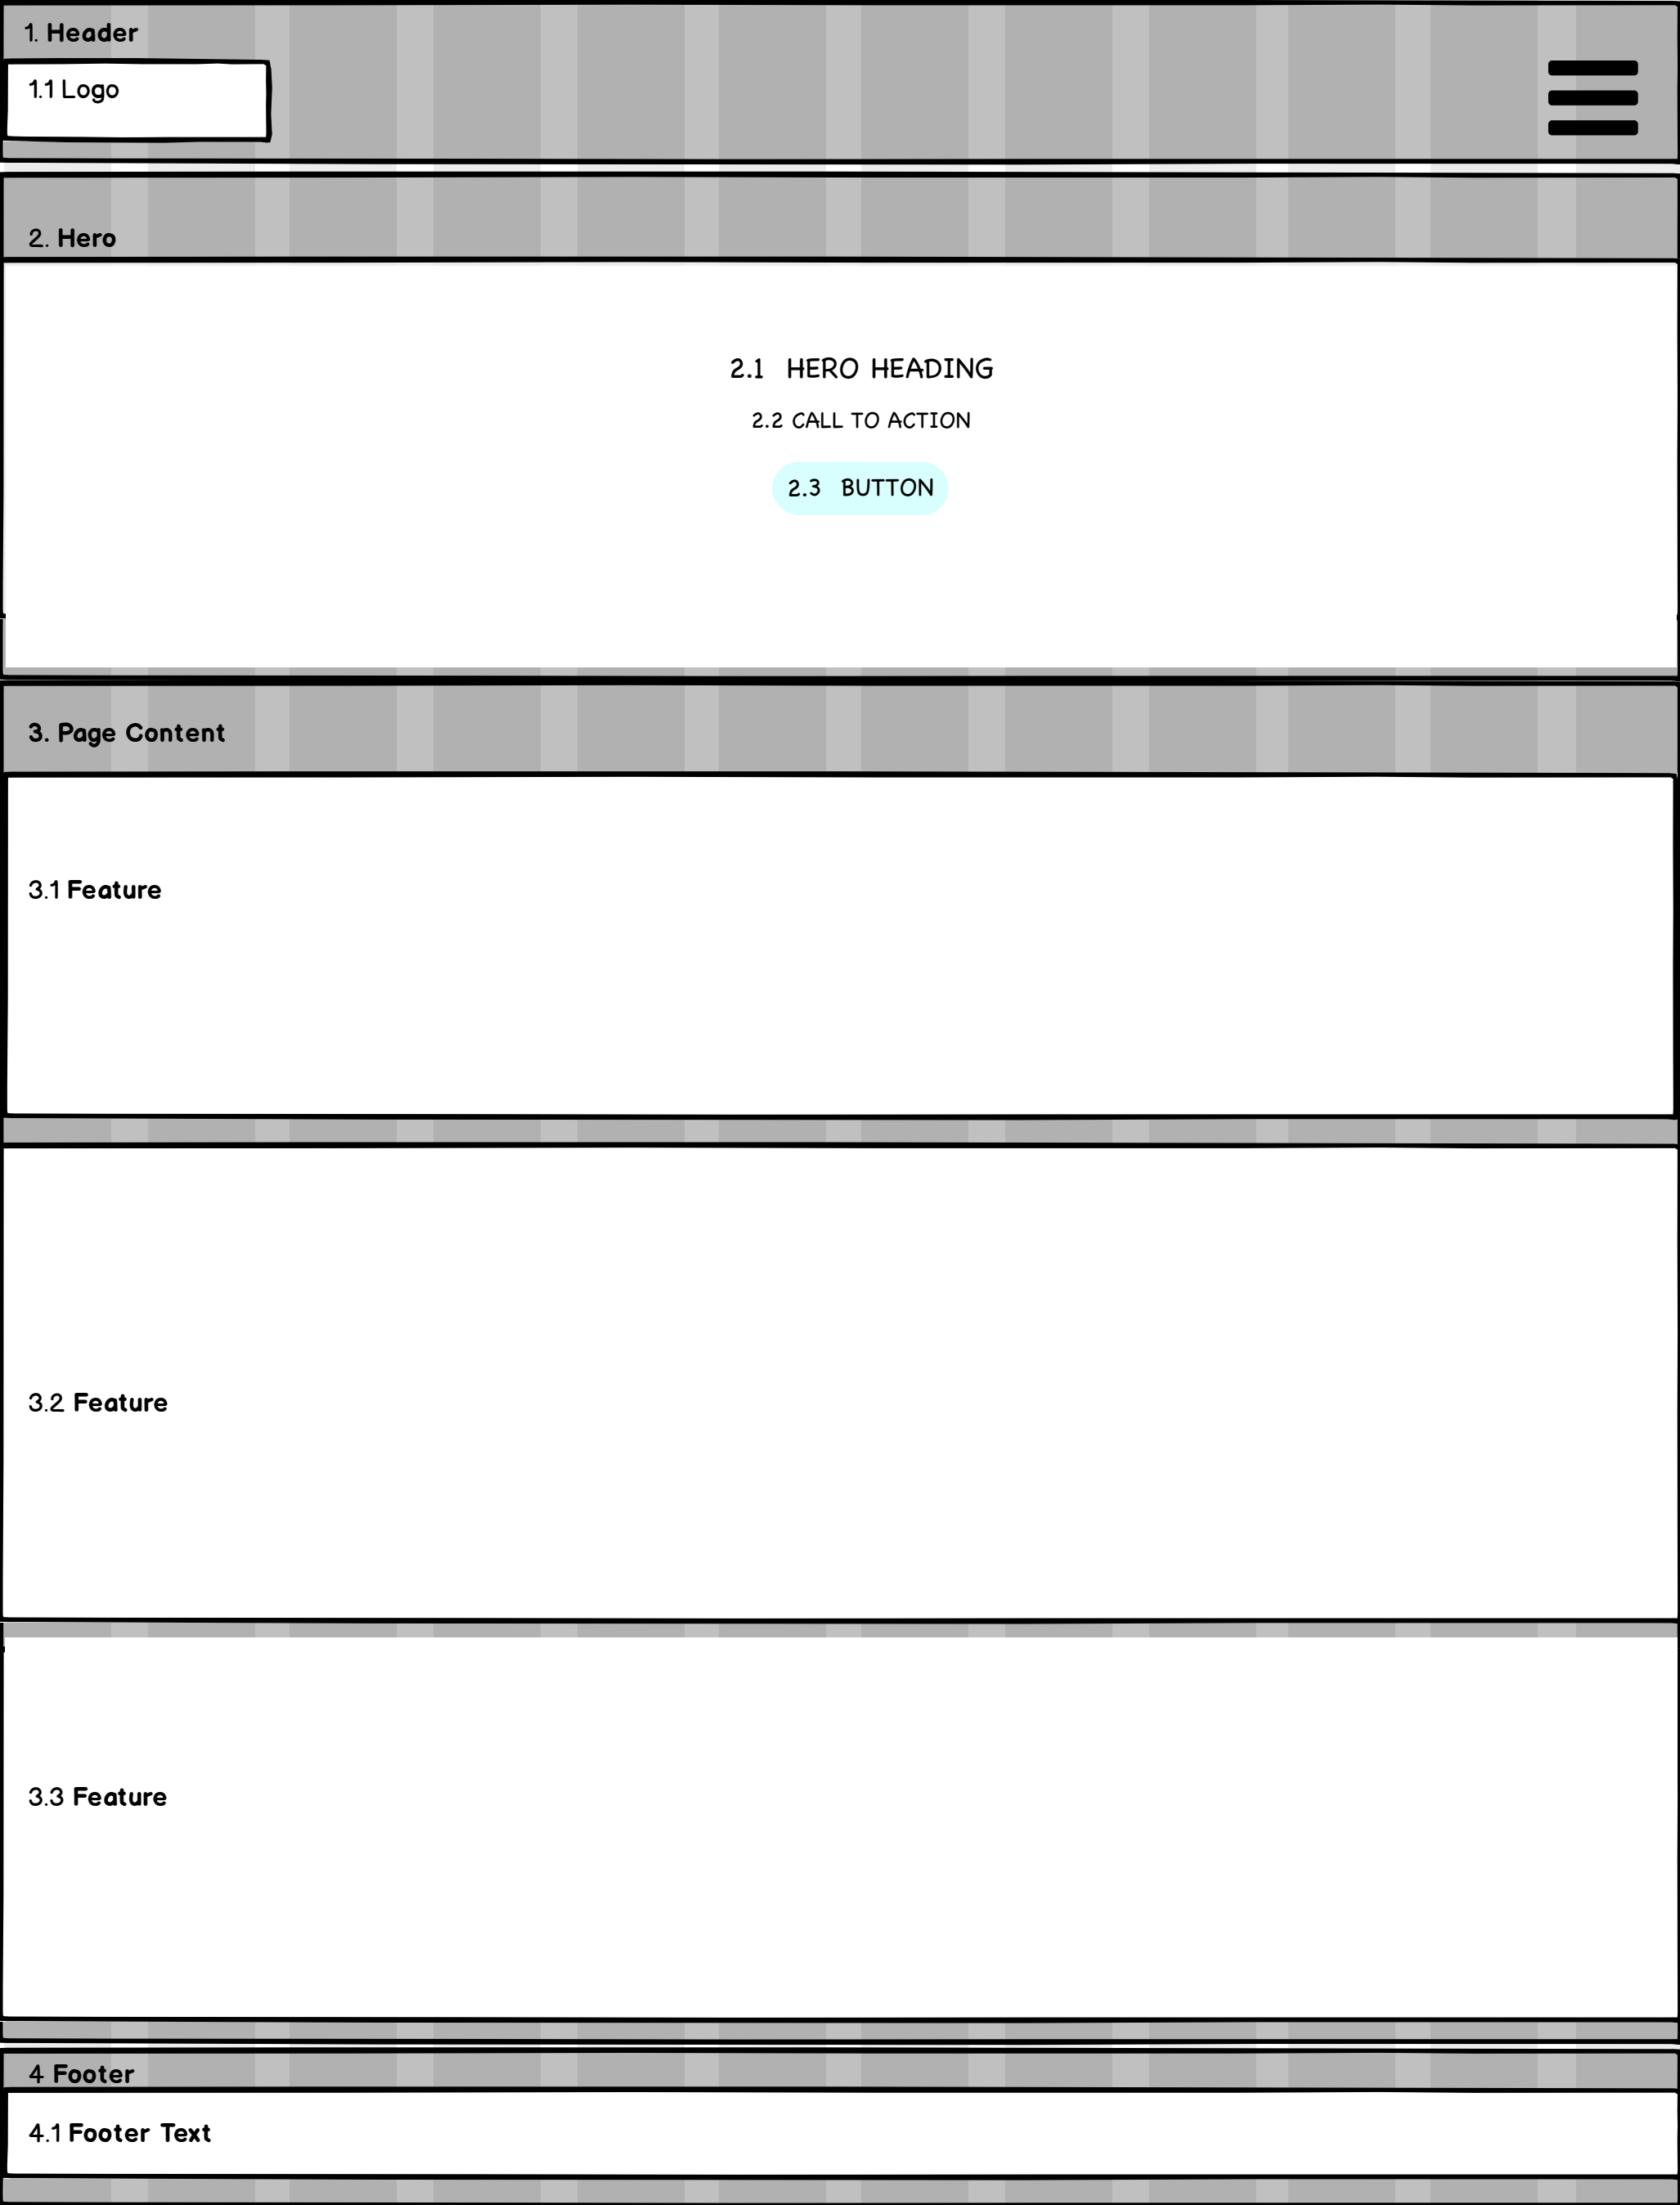 1. Header
1.1 Logo
2. Hero
2.1 HERO HEADING
2.2 CALL TO ACTION
2.3 BUTTON
3. Page Content
3.1 Feature
3.2 Feature
3.3 Feature
4 Footer
4.1 Footer Text